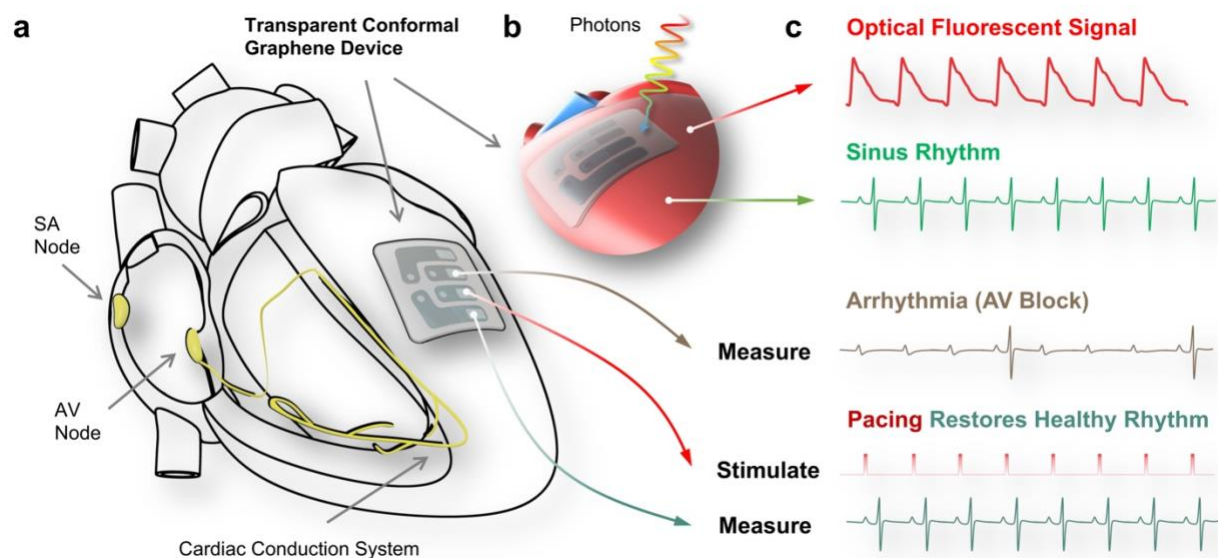 a
Transparent Conformal
Graphene Device
b
Photons
c
Optical Fluorescent Signal
Sinus Rhythm
SA
Node
AV
Node
Cardiac Conduction System
Arrhythmia (AV Block)
Measure
Pacing Restores Healthy Rhythm
Stimulate
Measure